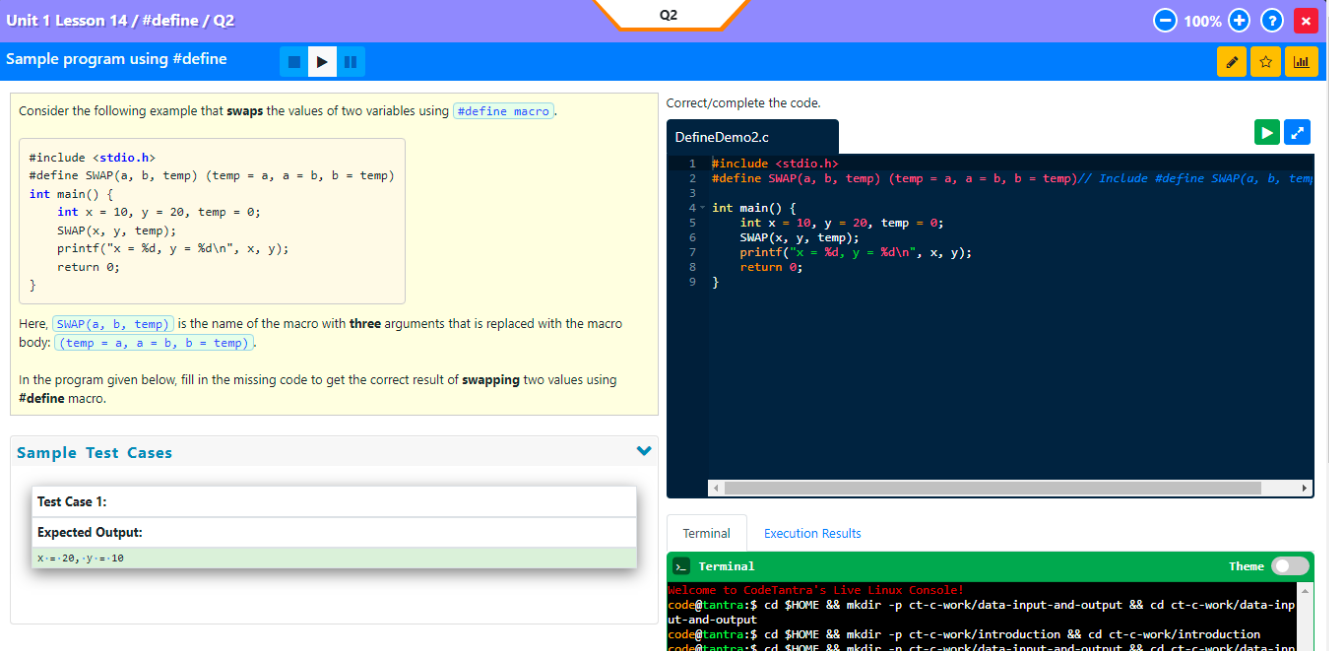 Unit 1 Lesson 14 / #define / Q2
Q2
100%
?
×
Sample program using #define
Consider the following example that swaps the values of two variables using #define macro.
#include <stdio.h>
#define SWAP(a, b, temp) (temp = a, a = b, b = temp)
int main() {
    int x = 10, y = 20, temp = 0;
    SWAP(x, y, temp);
    printf("x = %d, y = %d\n", x, y);
    return 0;
}
Here, SWAP(a, b, temp) is the name of the macro with three arguments that is replaced with the macro
body: (temp = a, a = b, b = temp).
In the program given below, fill in the missing code to get the correct result of swapping two values using
#define macro.
Sample Test Cases
Test Case 1:
Expected Output:
x·=·20,·y·=·10
Correct/complete the code.
DefineDemo2.c
1 #include <stdio.h>
2 #define SWAP(a, b, temp) (temp = a, a = b, b = temp)// Include #define SWAP(a, b, temp
3
4 int main() {
5     int x = 10, y = 20, temp = 0;
6     SWAP(x, y, temp);
7     printf("x = %d, y = %d\n", x, y);
8     return 0;
9 }
Terminal
Execution Results
>_ Terminal
Theme
Welcome to CodeTantra's Live Linux Console!
code@tantra:$ cd $HOME && mkdir -p ct-c-work/data-input-and-output && cd ct-c-work/data-inp
ut-and-output
code@tantra:$ cd $HOME && mkdir -p ct-c-work/introduction && cd ct-c-work/introduction
code@tantra:$ cd $HOME && mkdir -p ct-c-work/data-input-and-output && cd ct-c-work/data-inp